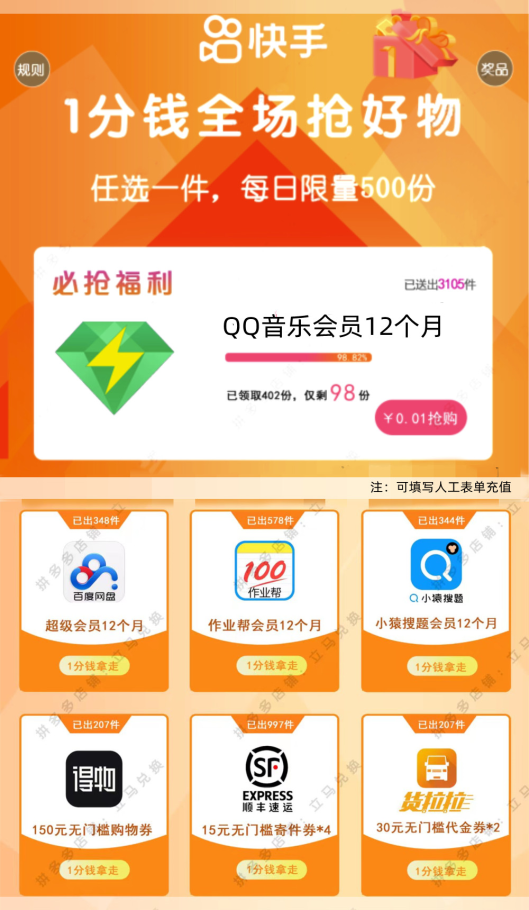 快手
规则
奖品
1分钱全场抢好物
任选一件，每日限量500份
必抢福利
已送出3105件
QQ音乐会员12个月
98.82%
已领取402份，仅剩98份
￥0.01抢购
注：可填写人工表单充值
已出348件
已出578件
已出344件
百度网盘
100
作业帮
小猿搜题
超级会员12个月
作业帮会员12个月
小猿搜题会员12个月
1分钱拿走
1分钱拿走
1分钱拿走
已出207件
已出997件
已出207件
得物
SF
EXPRESS
顺丰速运
货拉拉
150元无门槛购物券
15元无门槛寄件券*4
30元无门槛代金券*2
1分钱拿走
1分钱拿走
1分钱拿走
拼多多店铺：立马兑换